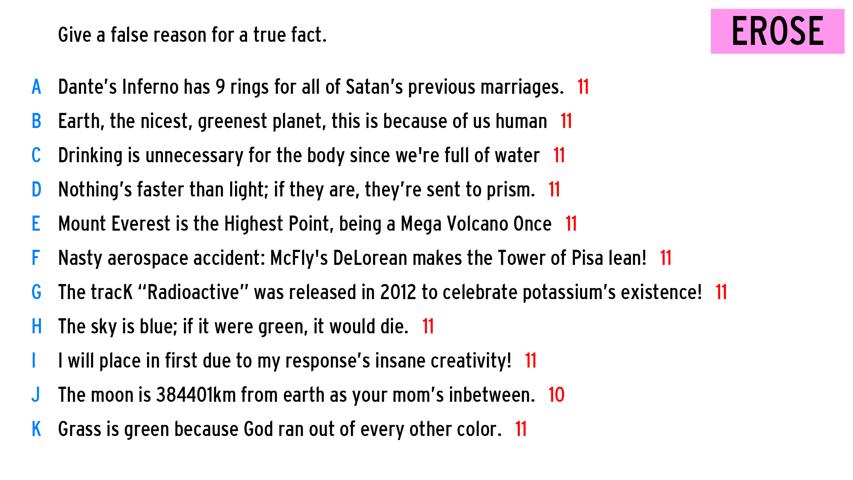 Give a false reason for a true fact.
EROSE
A Dante's Inferno has 9 rings for all of Satan's previous marriages. 11
B Earth, the nicest, greenest planet, this is because of us human 11
C Drinking is unnecessary for the body since we're full of water 11
D Nothing's faster than light; if they are, they're sent to prism. 11
E Mount Everest is the Highest Point, being a Mega Volcano Once 11
F Nasty aerospace accident: McFly's DeLorean makes the Tower of Pisa lean! 11
G The tracK “Radioactive” was released in 2012 to celebrate potassium's existence! 11
H The sky is blue; if it were green, it would die. 11
I I will place in first due to my response's insane creativity! 11
J The moon is 384401km from earth as your mom's inbetween. 10
K Grass is green because God ran out of every other color. 11